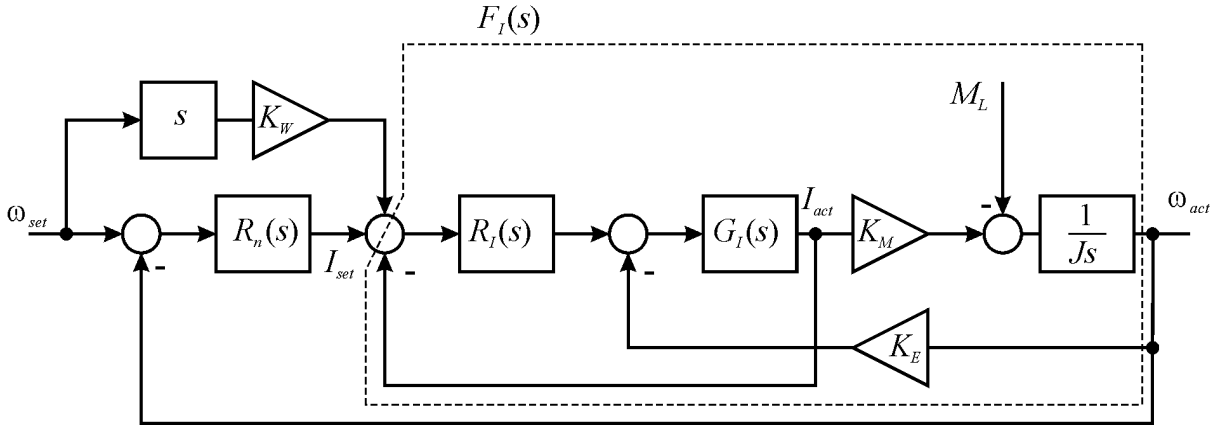 F_I(s)
s
K_W
M_L
ω_set
-
R_n(s)
I_set
-
R_I(s)
-
G_I(s)
I_act
K_M
-
1
Js
ω_act
K_E